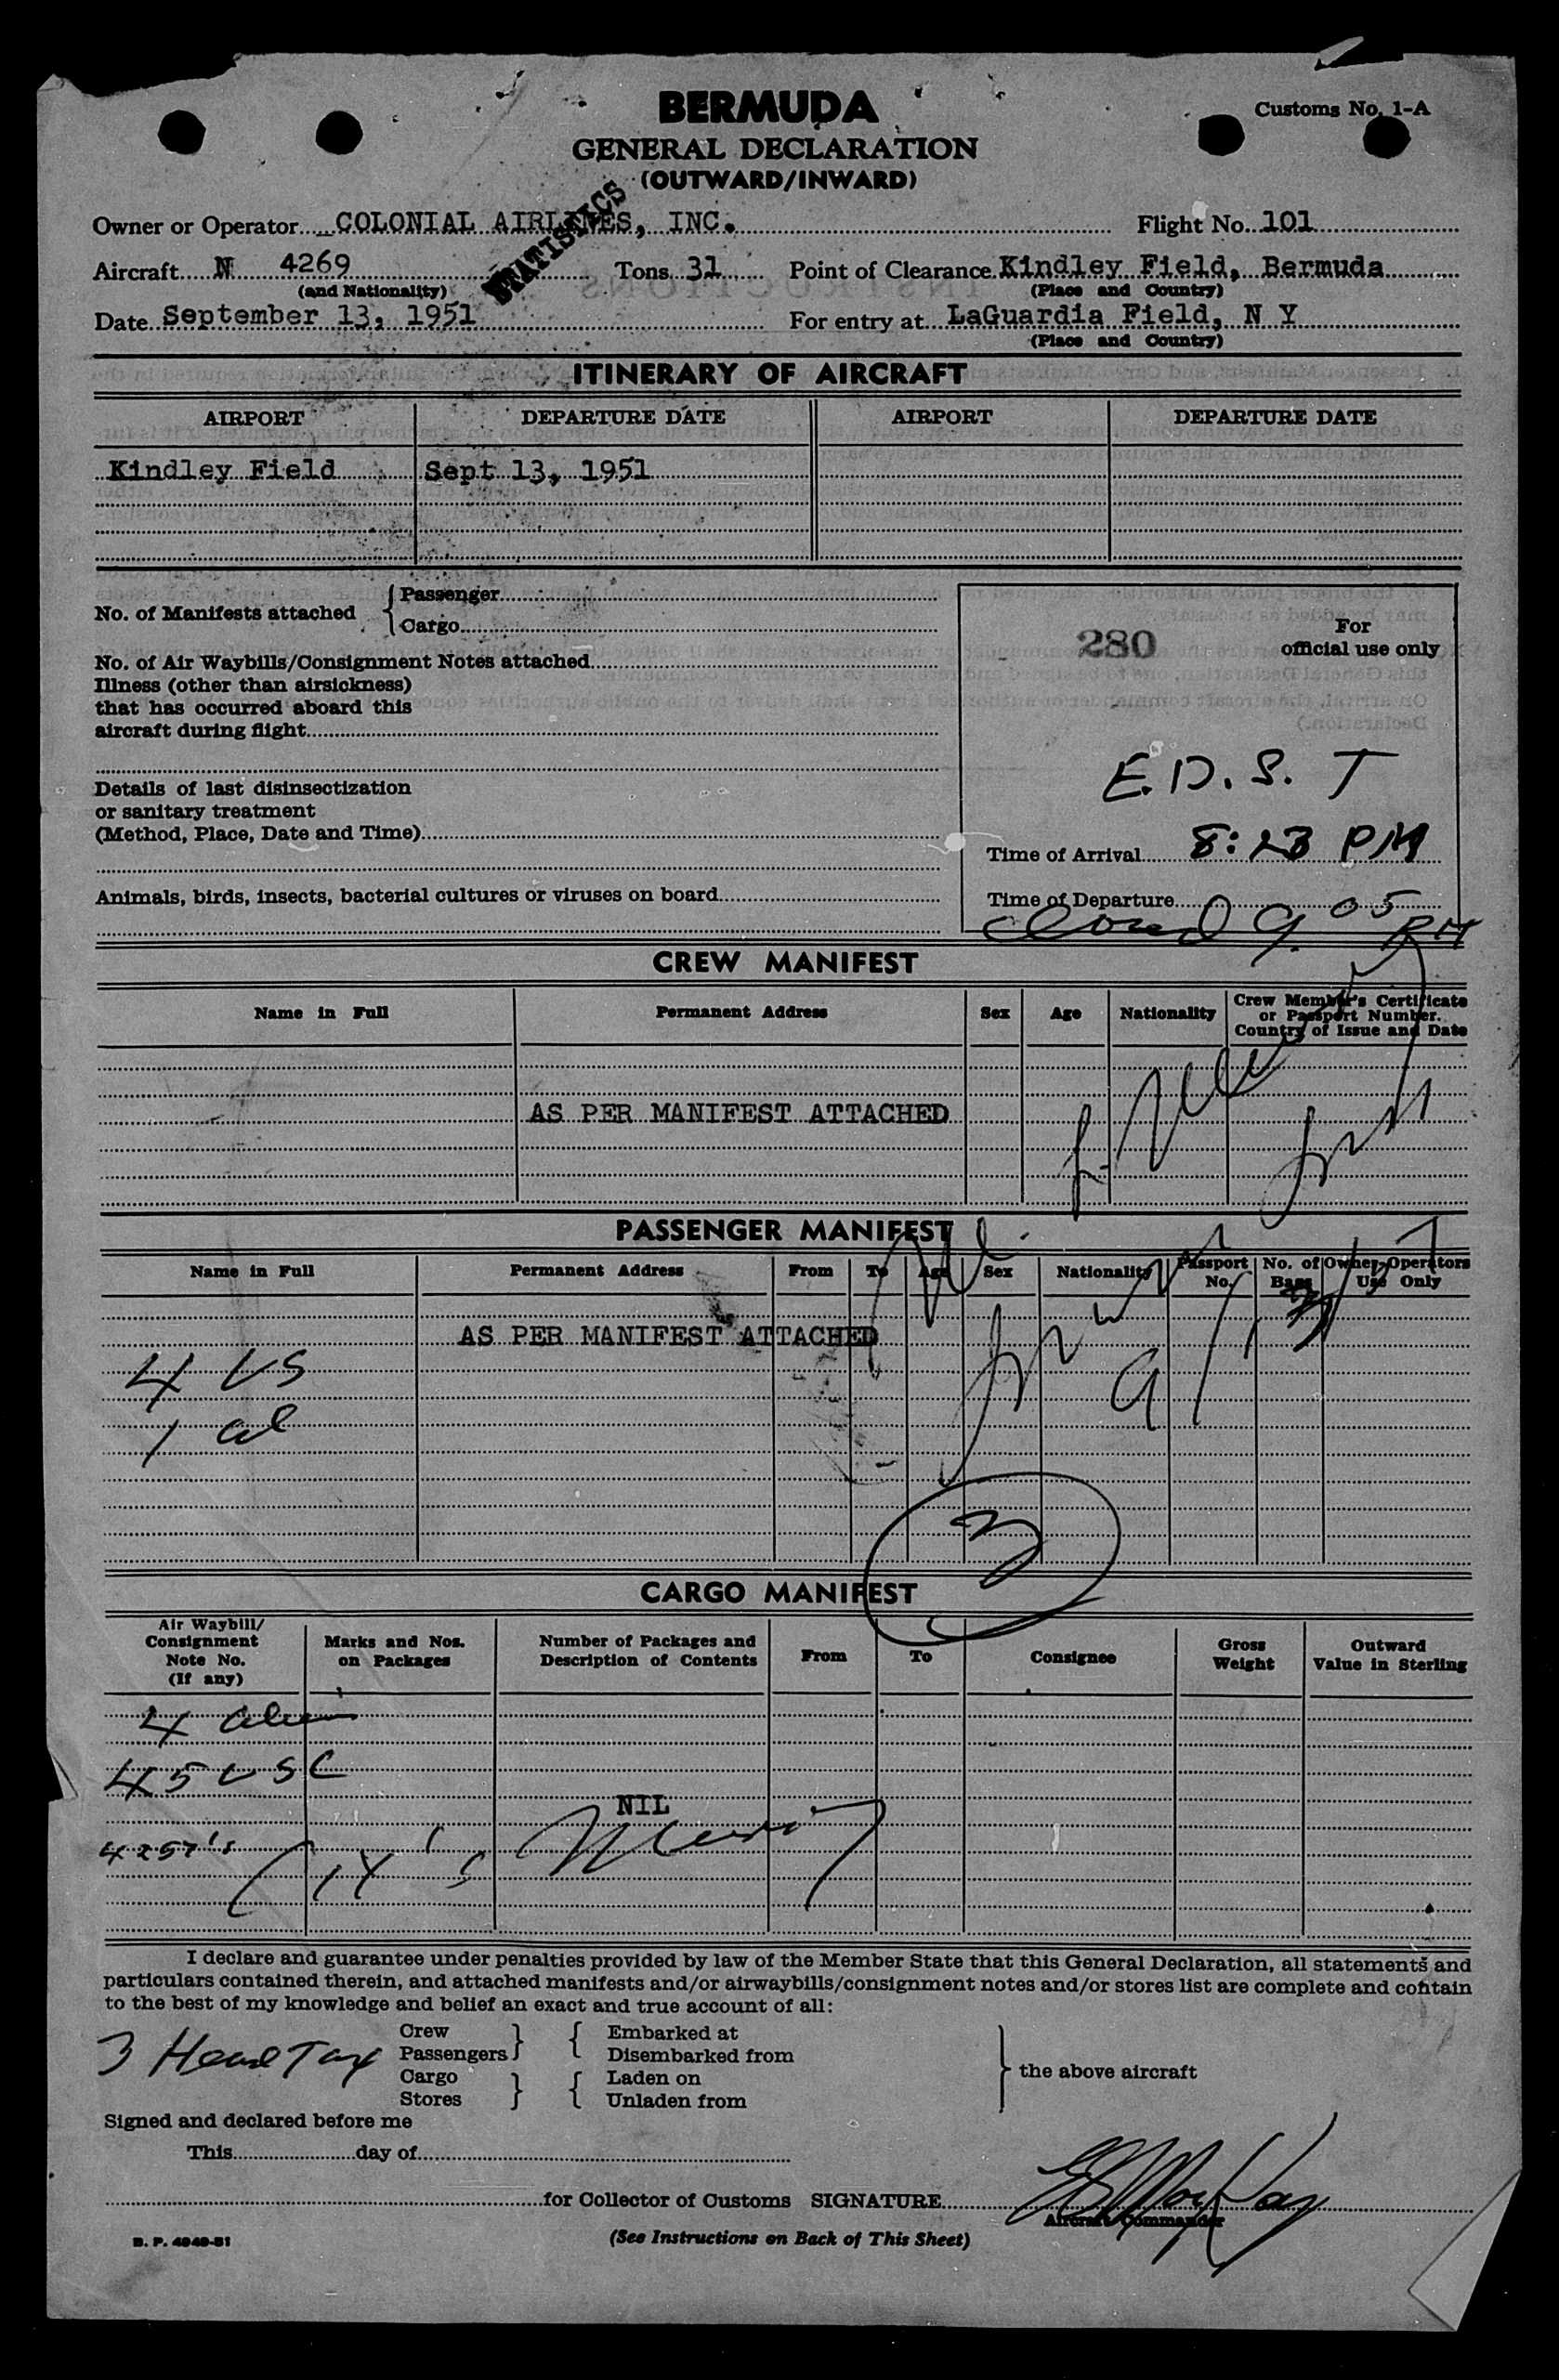 BERMUDA
Customs No. 1-A
GENERAL DECLARATION
(OUTWARD/INWARD)
STATISTICS
Owner or Operator COLONIAL AIRLINES, INC. Flight No. 101
Aircraft N 4269 Tons 31 Point of Clearance Kindley Field, Bermuda
(and Nationality) (Place and Country)
Date September 13, 1951 For entry at LaGuardia Field, N Y
(Place and Country)
ITINERARY OF AIRCRAFT
AIRPORT DEPARTURE DATE AIRPORT DEPARTURE DATE
Kindley Field Sept 13, 1951
No. of Manifests attached { Passenger
Cargo
280
For
official use only
No. of Air Waybills/Consignment Notes attached
Illness (other than airsickness)
that has occurred aboard this
aircraft during flight
Details of last disinsectization
or sanitary treatment
(Method, Place, Date and Time)
E.D.S.T
Time of Arrival 8:23 PM
Animals, birds, insects, bacterial cultures or viruses on board
Time of Departure
closed 9.05 PM
CREW MANIFEST
Name in Full Permanent Address Sex Age Nationality Crew Member's Certificate
or Passport Number.
Country of Issue and Date
AS PER MANIFEST ATTACHED
PASSENGER MANIFEST
Name in Full Permanent Address From To Age Sex Nationality Passport No. No. of Bags Owner-Operators Use Only
AS PER MANIFEST ATTACHED
4 US
1 al
3
CARGO MANIFEST
Air Waybill/
Consignment
Note No.
(If any)
Marks and Nos.
on Packages
Number of Packages and
Description of Contents
From To Consignee
Gross
Weight
Outward
Value in Sterling
4 alien
45 USC
NIL
4 257's
I declare and guarantee under penalties provided by law of the Member State that this General Declaration, all statements and
particulars contained therein, and attached manifests and/or airwaybills/consignment notes and/or stores list are complete and contain
to the best of my knowledge and belief an exact and true account of all:
3 Head Tax
Crew } { Embarked at
Passengers Disembarked from
Cargo } { Laden on
Stores Unladen from
} the above aircraft
Signed and declared before me
This day of
for Collector of Customs SIGNATURE
Aircraft Commander
B. P. 4949-51
(See Instructions on Back of This Sheet)